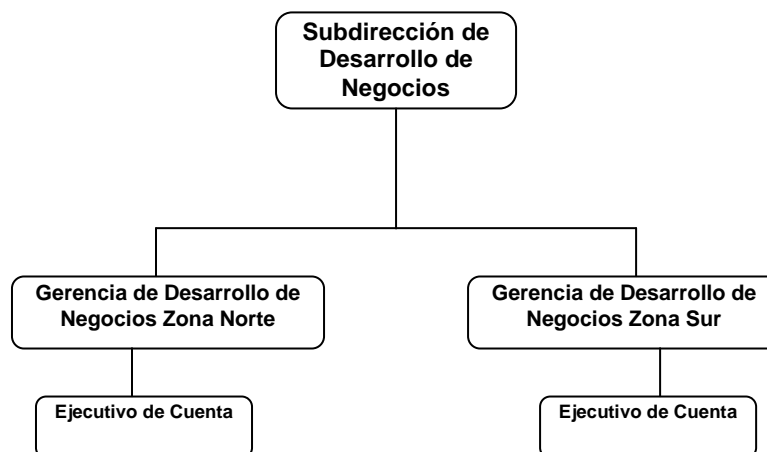 Subdirección de
Desarrollo de
Negocios
Gerencia de Desarrollo de
Negocios Zona Norte
Gerencia de Desarrollo de
Negocios Zona Sur
Ejecutivo de Cuenta
Ejecutivo de Cuenta